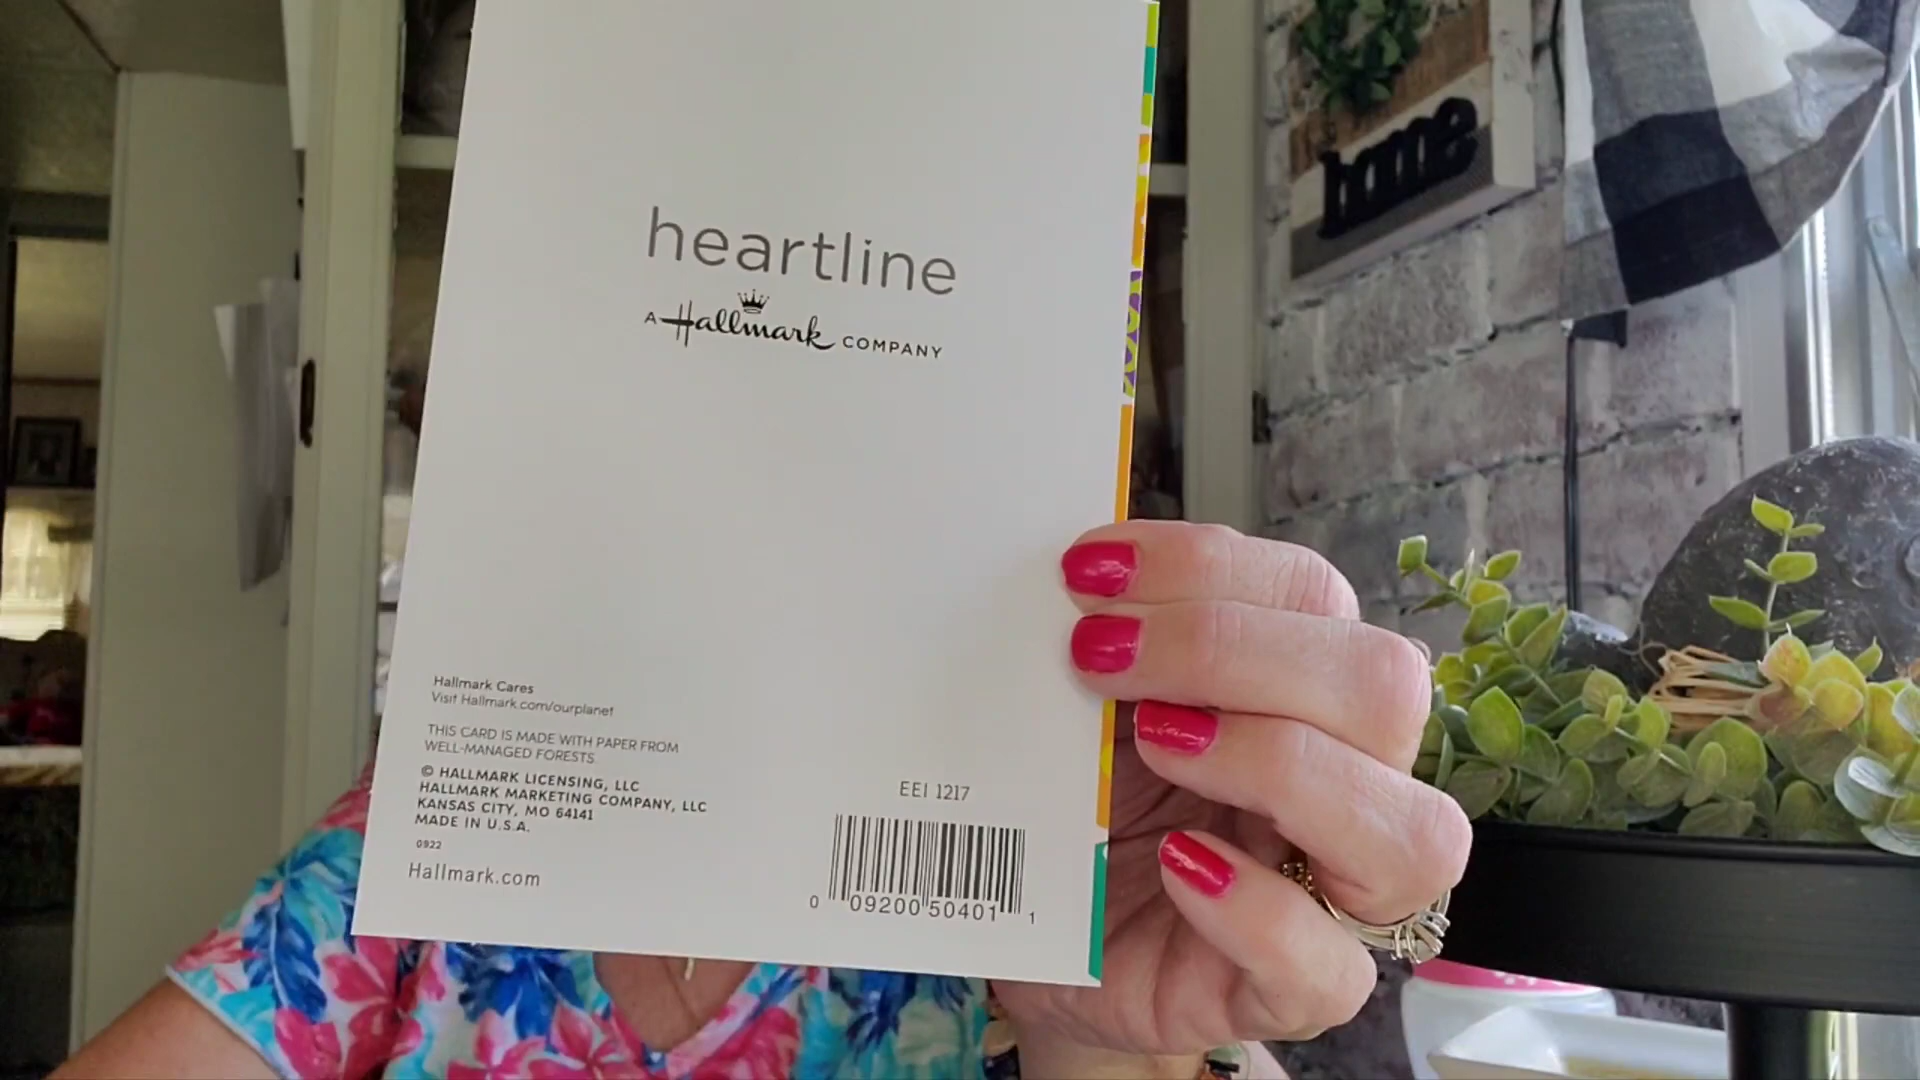 home
heartline
A Hallmark COMPANY
Hallmark Cares
Visit Hallmark.com/ourplanet
THIS CARD IS MADE WITH PAPER FROM
WELL-MANAGED FORESTS.
© HALLMARK LICENSING, LLC
HALLMARK MARKETING COMPANY, LLC
KANSAS CITY, MO 64141
MADE IN U.S.A.
0922
Hallmark.com
EEI 1217
0 09200 50401 1